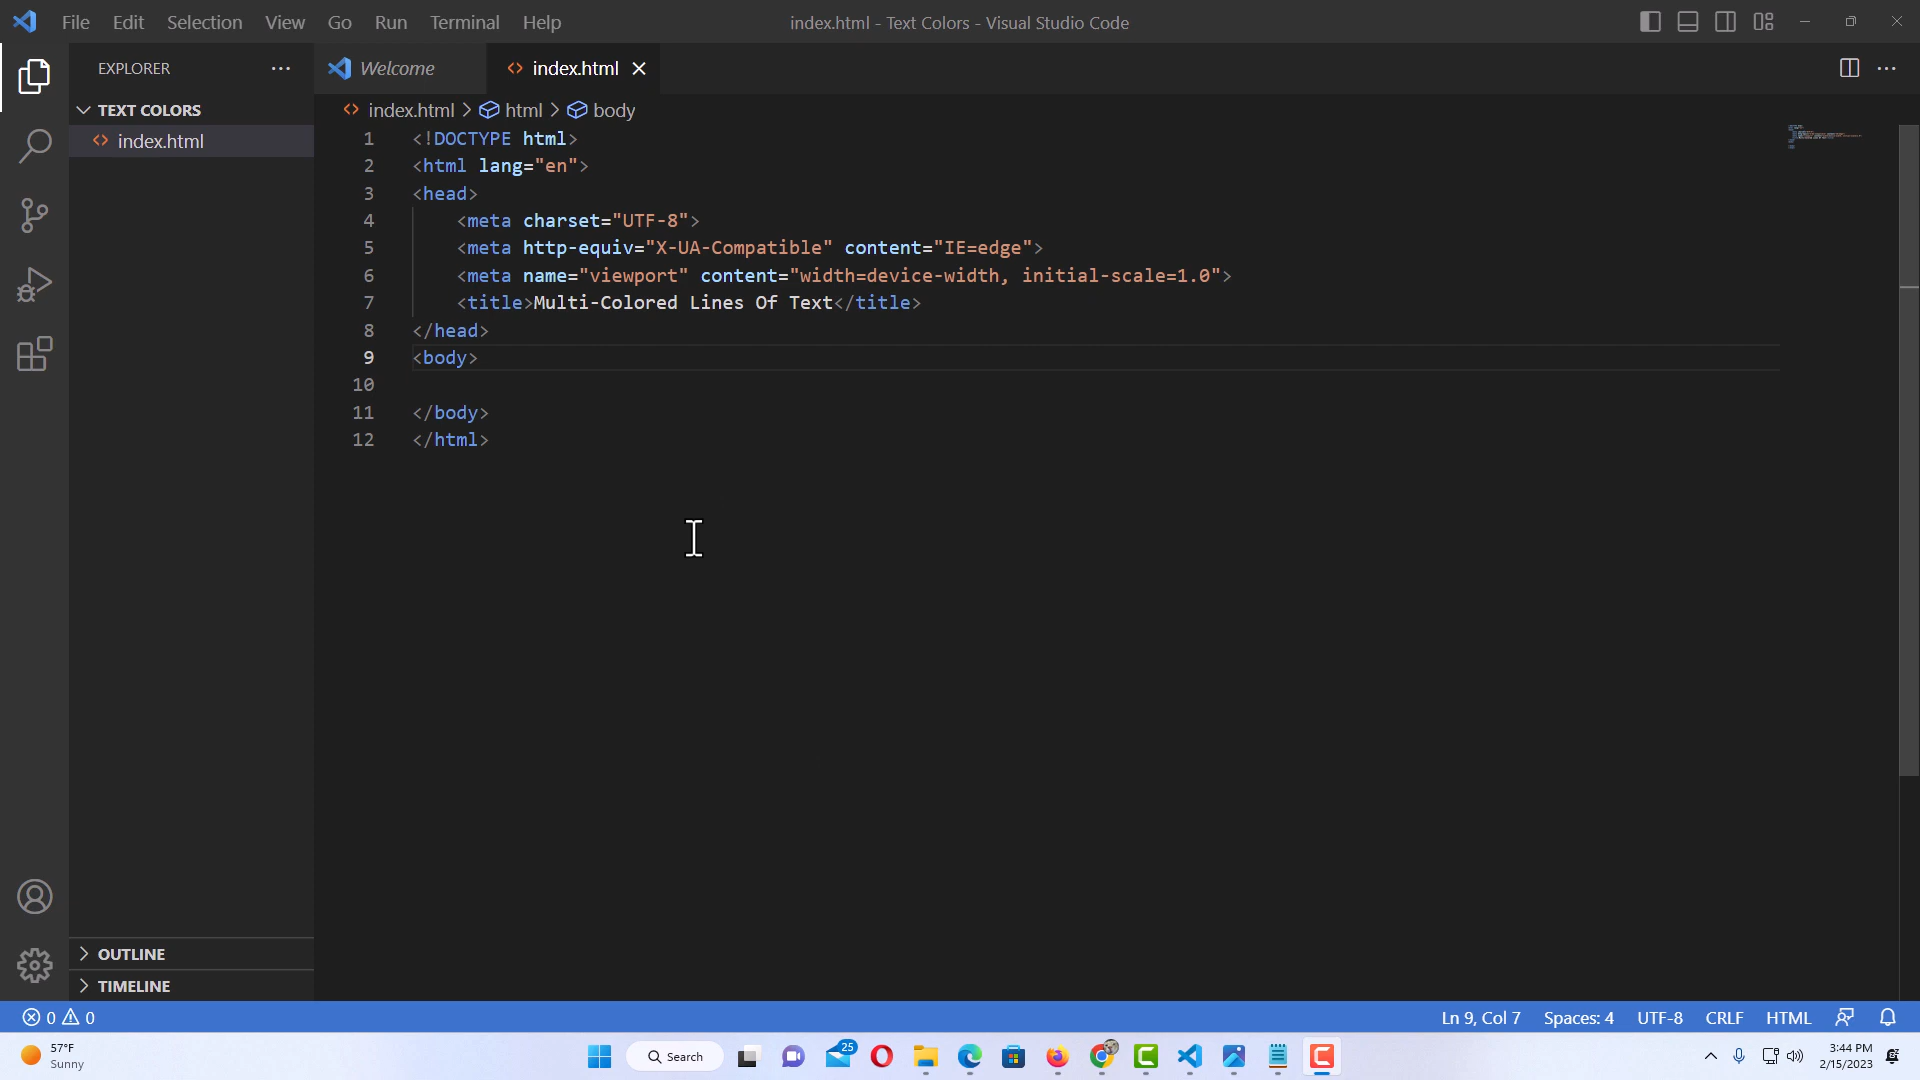 File Edit Selection View Go Run Terminal Help
index.html - Text Colors - Visual Studio Code
EXPLORER
Welcome
index.html
TEXT COLORS
index.html
index.html > html > body
1 <!DOCTYPE html>
2 <html lang="en">
3 <head>
4 <meta charset="UTF-8">
5 <meta http-equiv="X-UA-Compatible" content="IE=edge">
6 <meta name="viewport" content="width=device-width, initial-scale=1.0">
7 <title>Multi-Colored Lines Of Text</title>
8 </head>
9 <body>
10
11 </body>
12 </html>
OUTLINE
TIMELINE
0 0
Ln 9, Col 7 Spaces: 4 UTF-8 CRLF HTML
57°F
Sunny
Search
25
3:44 PM
2/15/2023